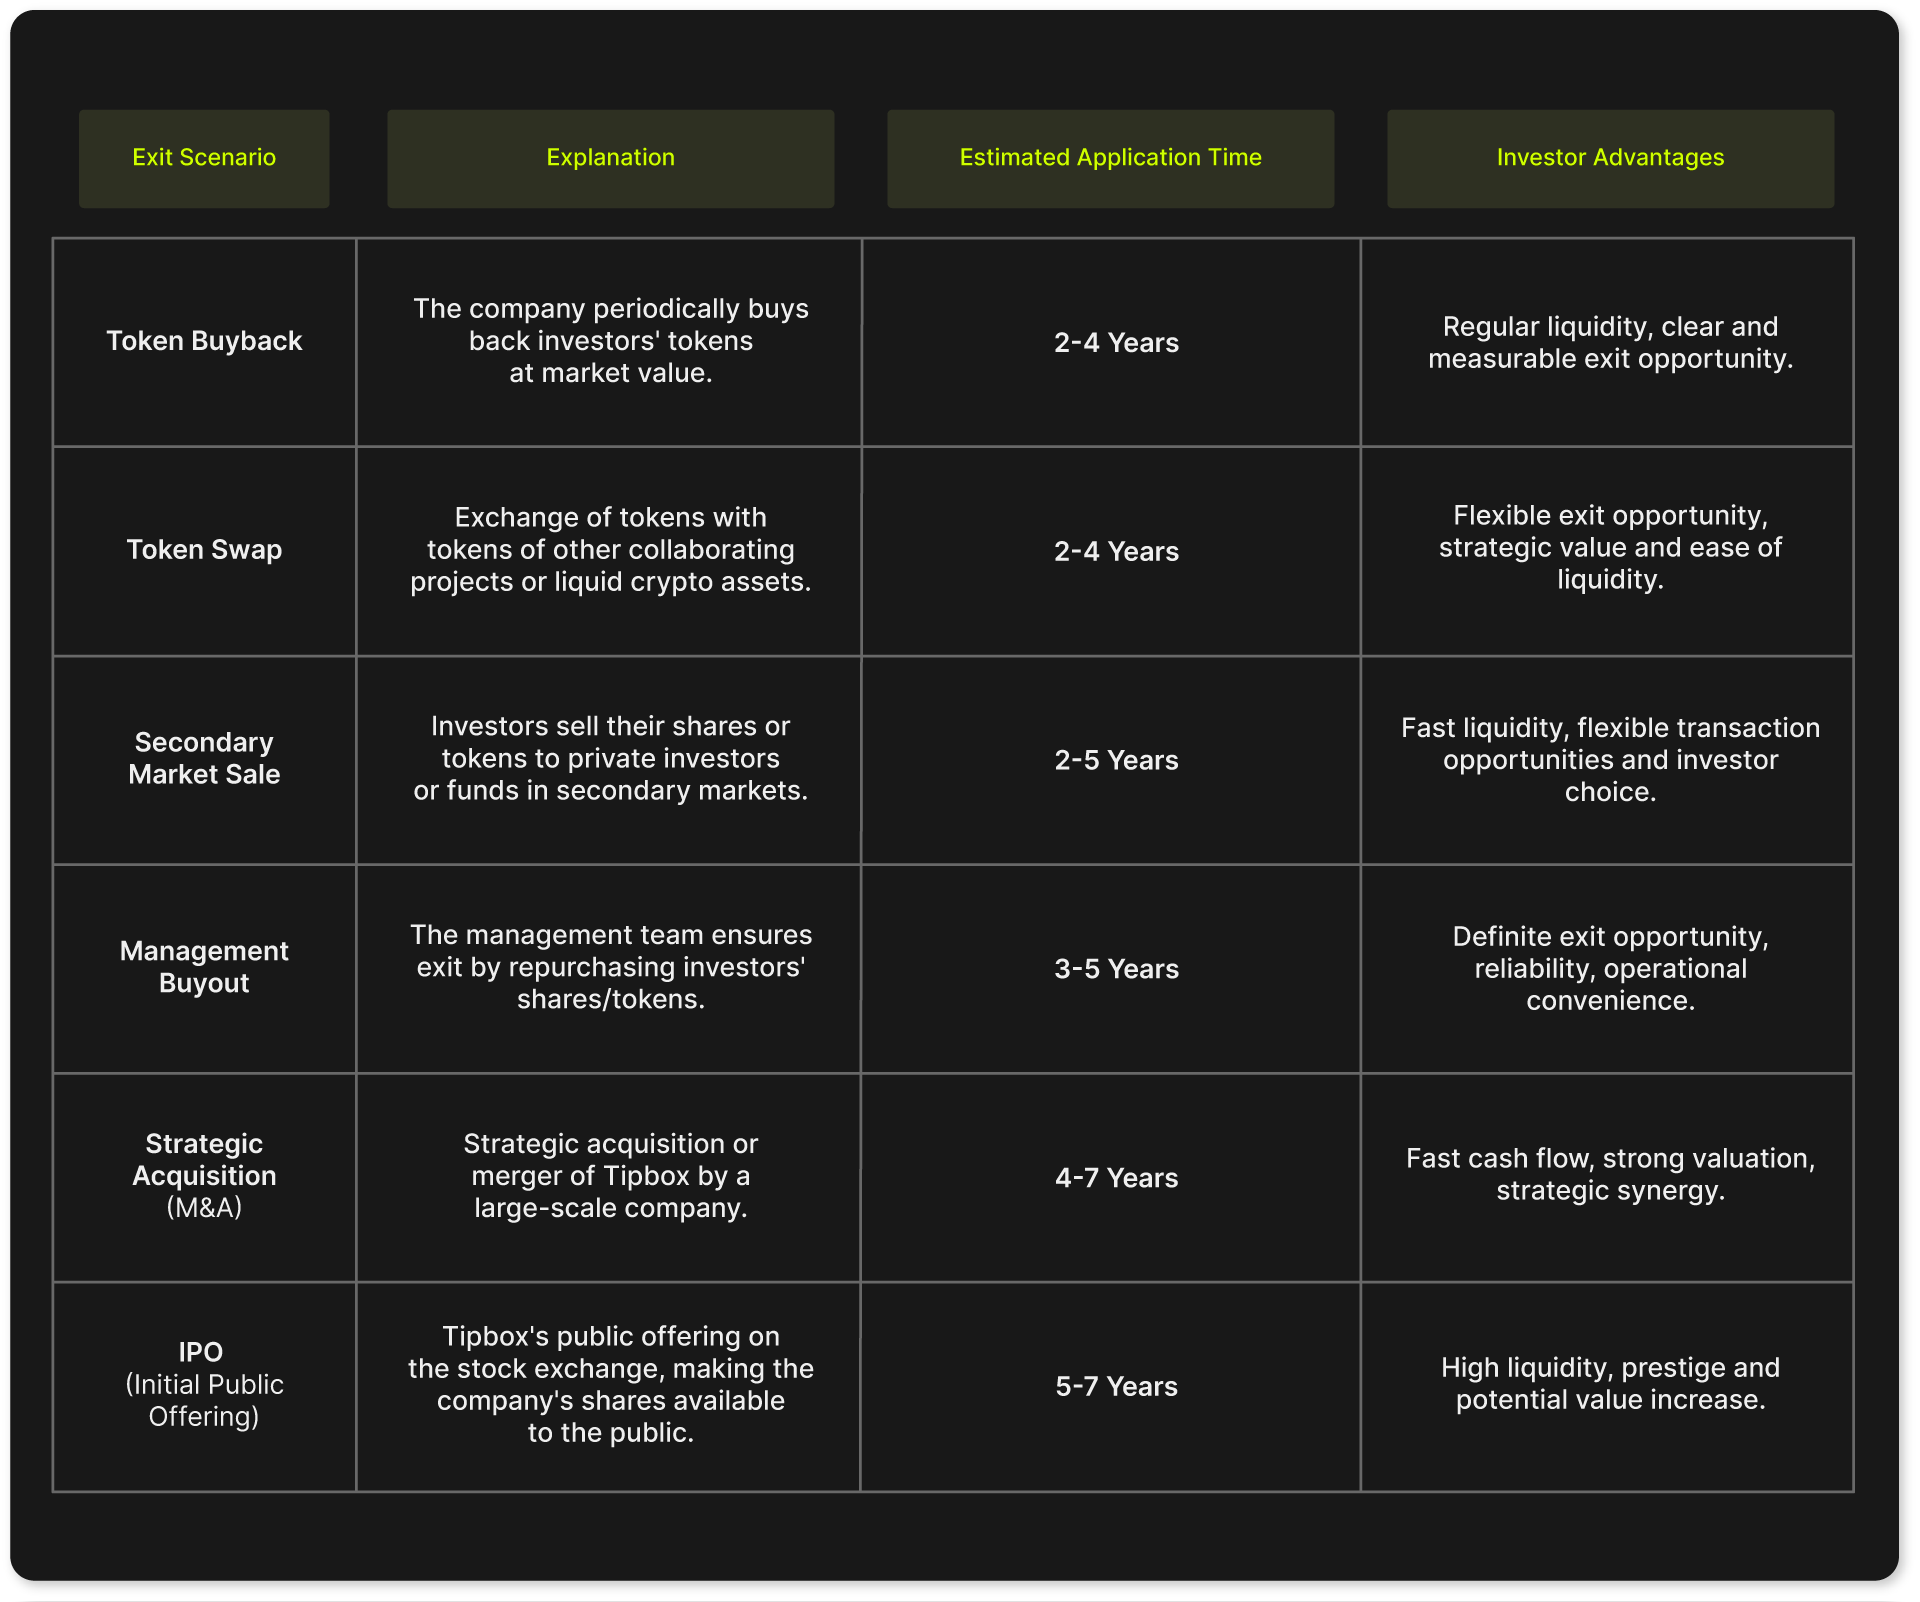 Exit Scenario
Explanation
Estimated Application Time
Investor Advantages
Token Buyback
The company periodically buys
back investors' tokens
at market value.
2-4 Years
Regular liquidity, clear and
measurable exit opportunity.
Token Swap
Exchange of tokens with
tokens of other collaborating
projects or liquid crypto assets.
2-4 Years
Flexible exit opportunity,
strategic value and ease of
liquidity.
Secondary
Market Sale
Investors sell their shares or
tokens to private investors
or funds in secondary markets.
2-5 Years
Fast liquidity, flexible transaction
opportunities and investor
choice.
Management
Buyout
The management team ensures
exit by repurchasing investors'
shares/tokens.
3-5 Years
Definite exit opportunity,
reliability, operational
convenience.
Strategic
Acquisition
(M&A)
Strategic acquisition or
merger of Tipbox by a
large-scale company.
4-7 Years
Fast cash flow, strong valuation,
strategic synergy.
IPO
(Initial Public
Offering)
Tipbox's public offering on
the stock exchange, making the
company's shares available
to the public.
5-7 Years
High liquidity, prestige and
potential value increase.